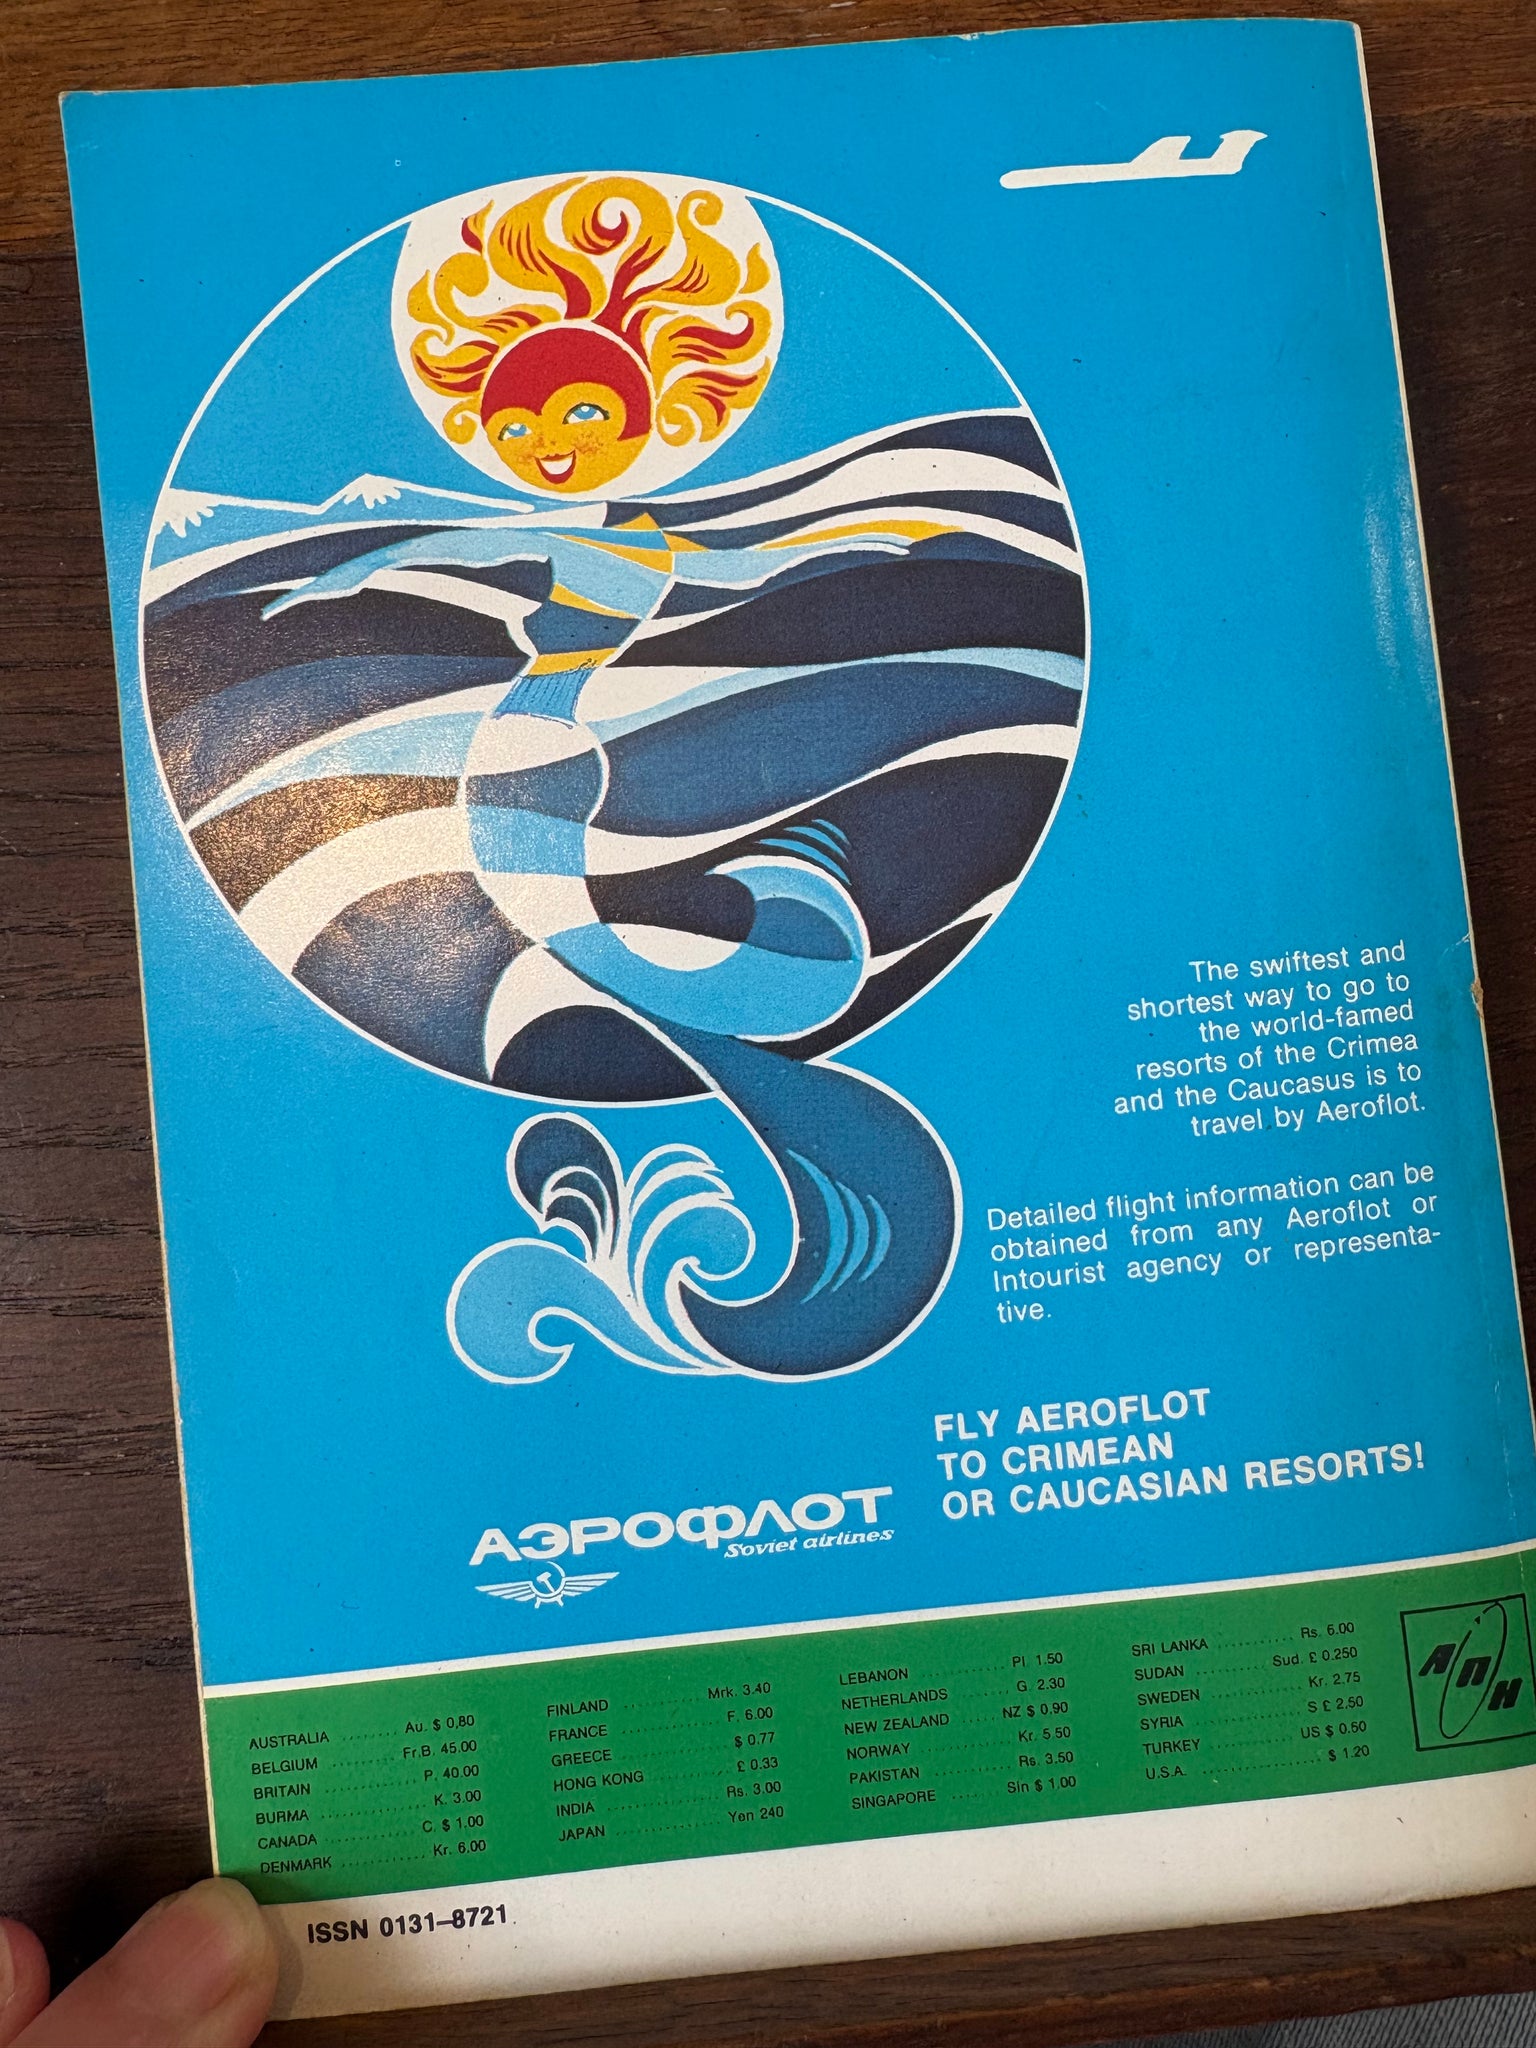 The swiftest and
shortest way to go to
the world-famed
resorts of the Crimea
and the Caucasus is to
travel by Aeroflot.
Detailed flight information can be
obtained from any Aeroflot or
Intourist agency or representa-
tive.
FLY AEROFLOT
TO CRIMEAN
OR CAUCASIAN RESORTS!
АЭРОФЛОТ
Soviet airlines
AUSTRALIA ........ Au. $ 0,80
BELGIUM ........ Fr.B. 45.00
BRITAIN ........ P. 40.00
BURMA ........ K. 3.00
CANADA ........ C. $ 1.00
DENMARK ........ Kr. 6.00
FINLAND ........ Mrk. 3.40
FRANCE ........ F. 6.00
GREECE ........ $ 0.77
HONG KONG ........ £ 0.33
INDIA ........ Rs. 3.00
JAPAN ........ Yen 240
LEBANON ........ Pl. 1.50
NETHERLANDS ........ G. 2.30
NEW ZEALAND ........ NZ $ 0,90
NORWAY ........ Kr. 5.50
PAKISTAN ........ Rs. 3.50
SINGAPORE ........ Sin $ 1,00
SRI LANKA ........ Rs. 6.00
SUDAN ........ Sud. £ 0.250
SWEDEN ........ Kr. 2.75
SYRIA ........ S £ 2.50
TURKEY ........ US $ 0.50
U.S.A. ........ $ 1.20
АПН
ISSN 0131–8721